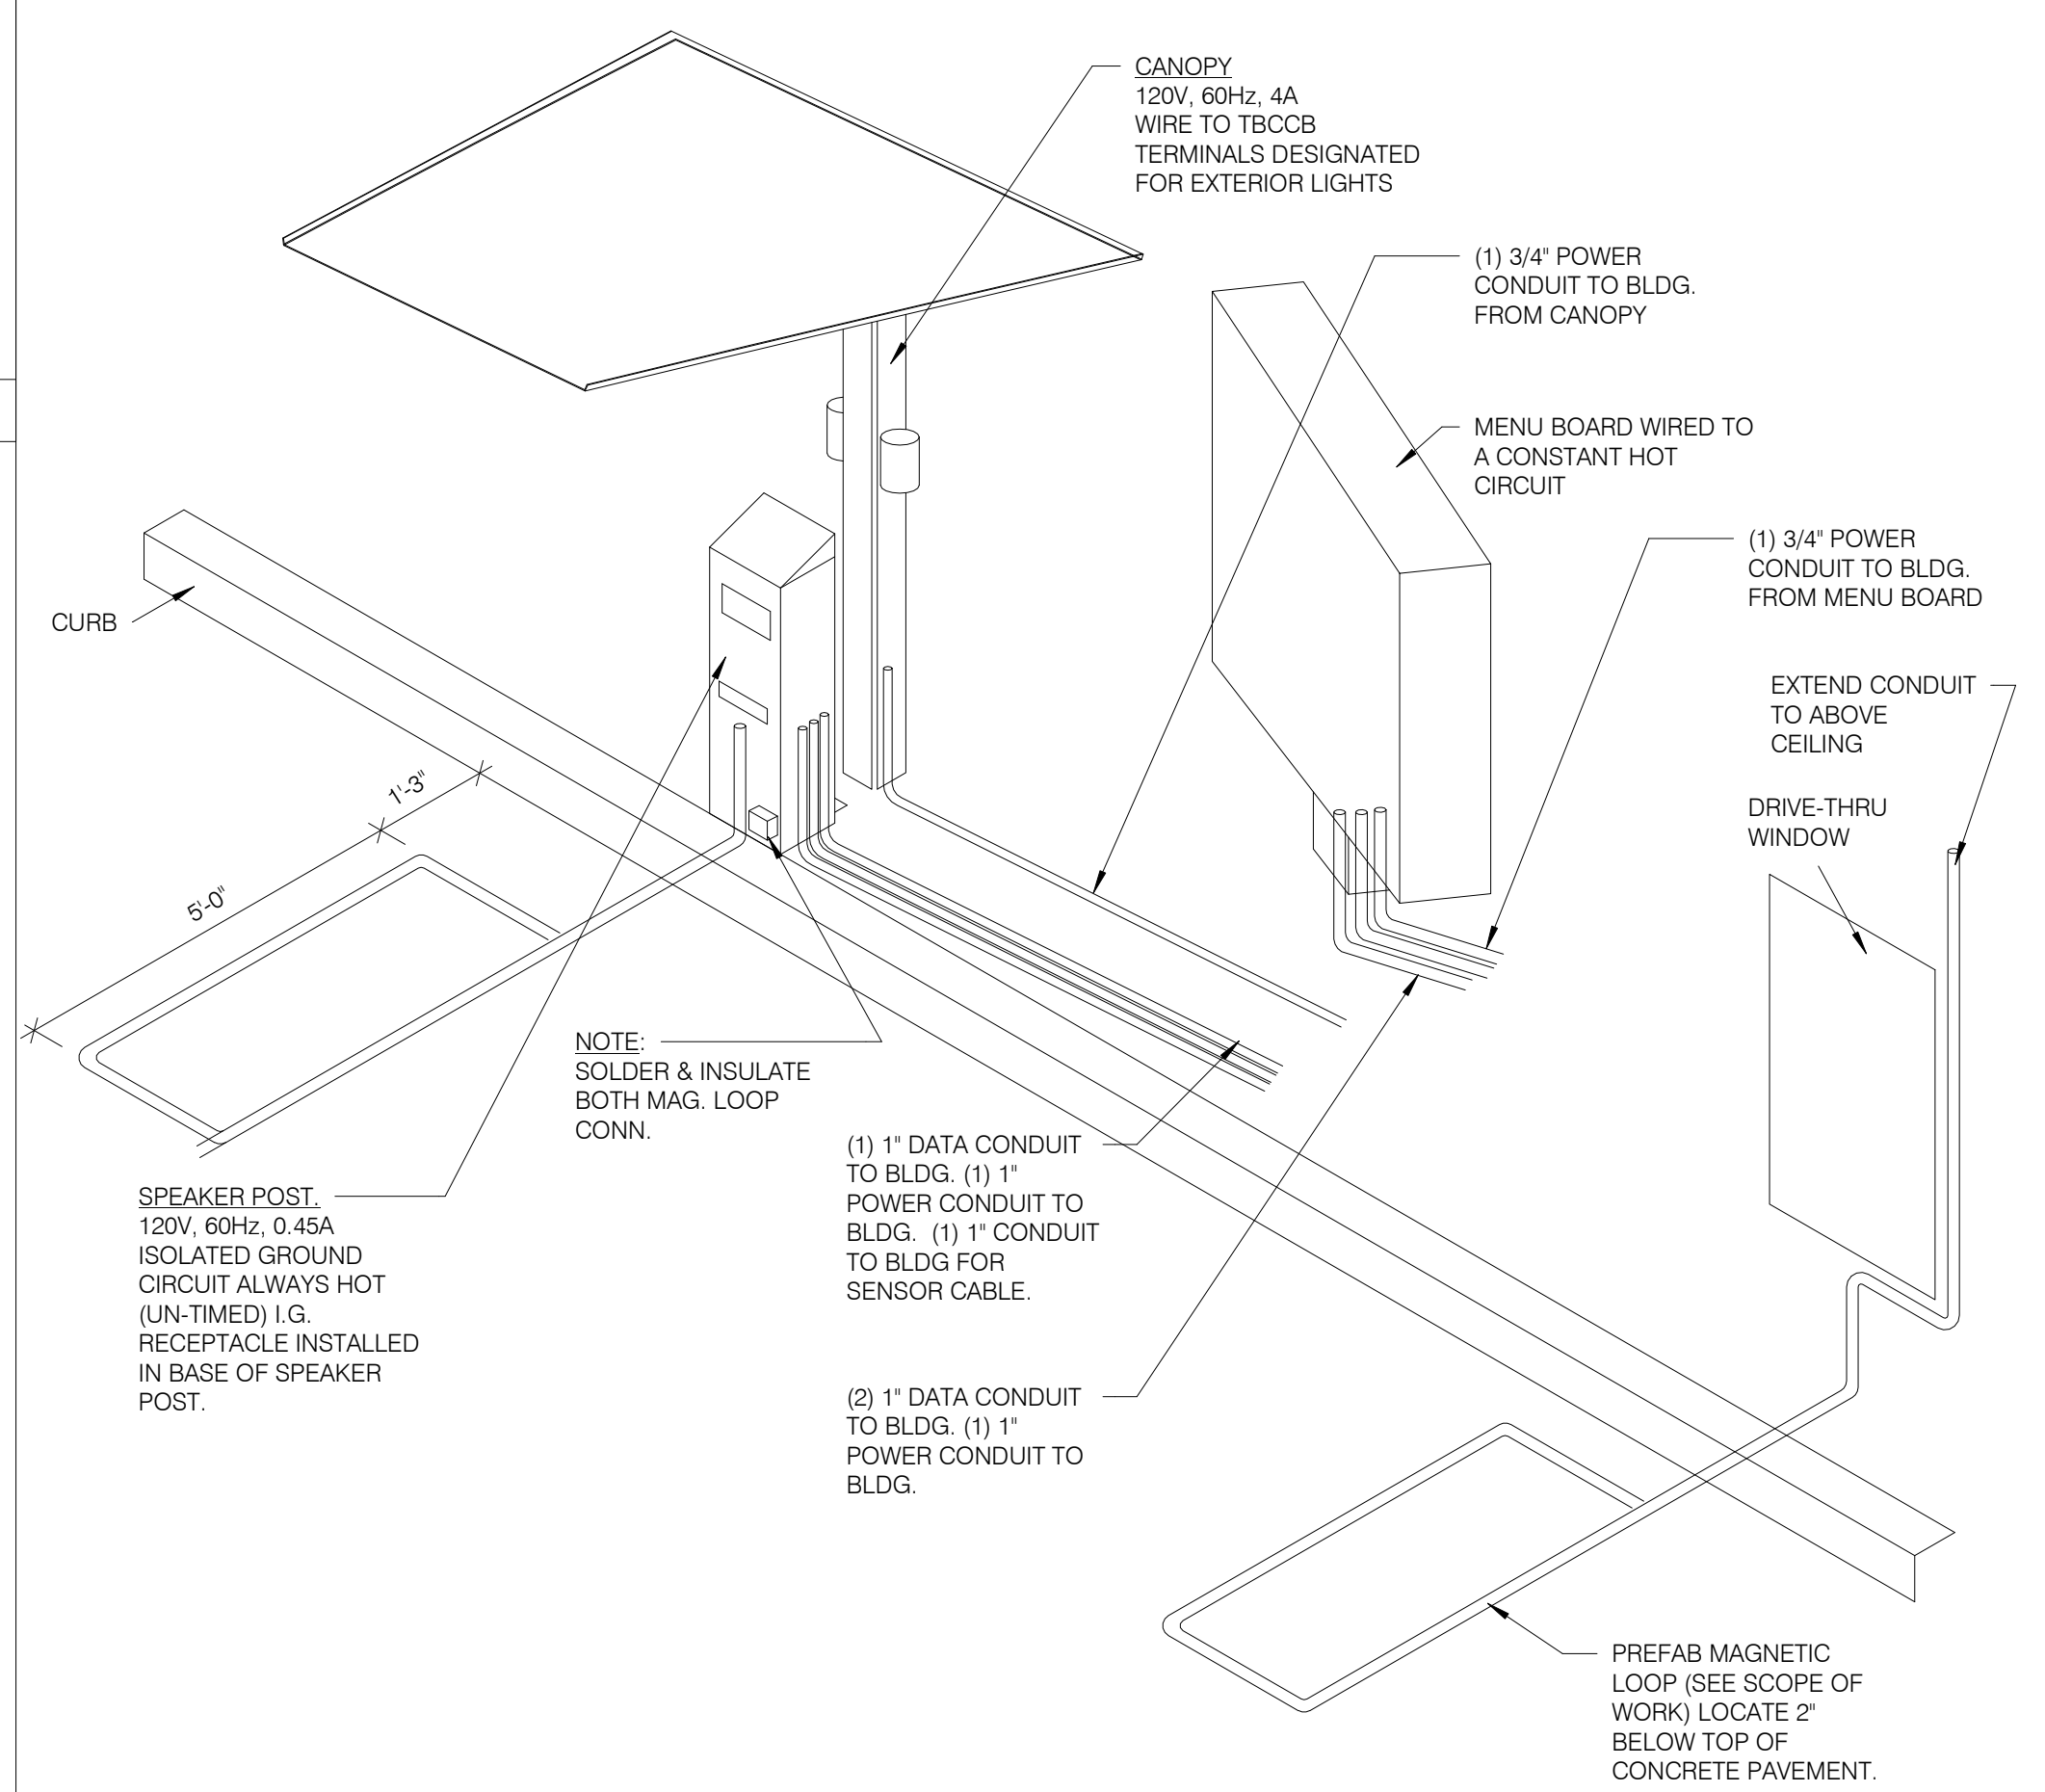 CANOPY
120V, 60Hz, 4A
WIRE TO TBCCB
TERMINALS DESIGNATED
FOR EXTERIOR LIGHTS
(1) 3/4" POWER
CONDUIT TO BLDG.
FROM CANOPY
MENU BOARD WIRED TO
A CONSTANT HOT
CIRCUIT
(1) 3/4" POWER
CONDUIT TO BLDG.
FROM MENU BOARD
CURB
EXTEND CONDUIT
TO ABOVE
CEILING
DRIVE-THRU
WINDOW
1'-3"
5'-0"
NOTE:
SOLDER & INSULATE
BOTH MAG. LOOP
CONN.
(1) 1" DATA CONDUIT
TO BLDG. (1) 1"
POWER CONDUIT TO
BLDG. (1) 1" CONDUIT
TO BLDG FOR
SENSOR CABLE.
SPEAKER POST.
120V, 60Hz, 0.45A
ISOLATED GROUND
CIRCUIT ALWAYS HOT
(UN-TIMED) I.G.
RECEPTACLE INSTALLED
IN BASE OF SPEAKER
POST.
(2) 1" DATA CONDUIT
TO BLDG. (1) 1"
POWER CONDUIT TO
BLDG.
PREFAB MAGNETIC
LOOP (SEE SCOPE OF
WORK) LOCATE 2"
BELOW TOP OF
CONCRETE PAVEMENT.